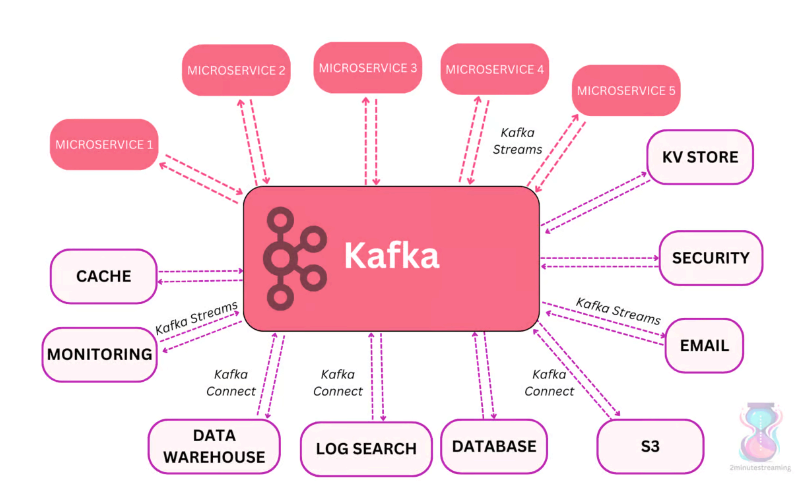 MICROSERVICE 1
MICROSERVICE 2
MICROSERVICE 3
MICROSERVICE 4
MICROSERVICE 5
Kafka
Streams
KV STORE
Kafka
CACHE
SECURITY
Kafka Streams
Kafka Streams
MONITORING
EMAIL
Kafka
Connect
Kafka
Connect
Kafka
Connect
DATA
WAREHOUSE
LOG SEARCH
DATABASE
S3
2minutestreaming